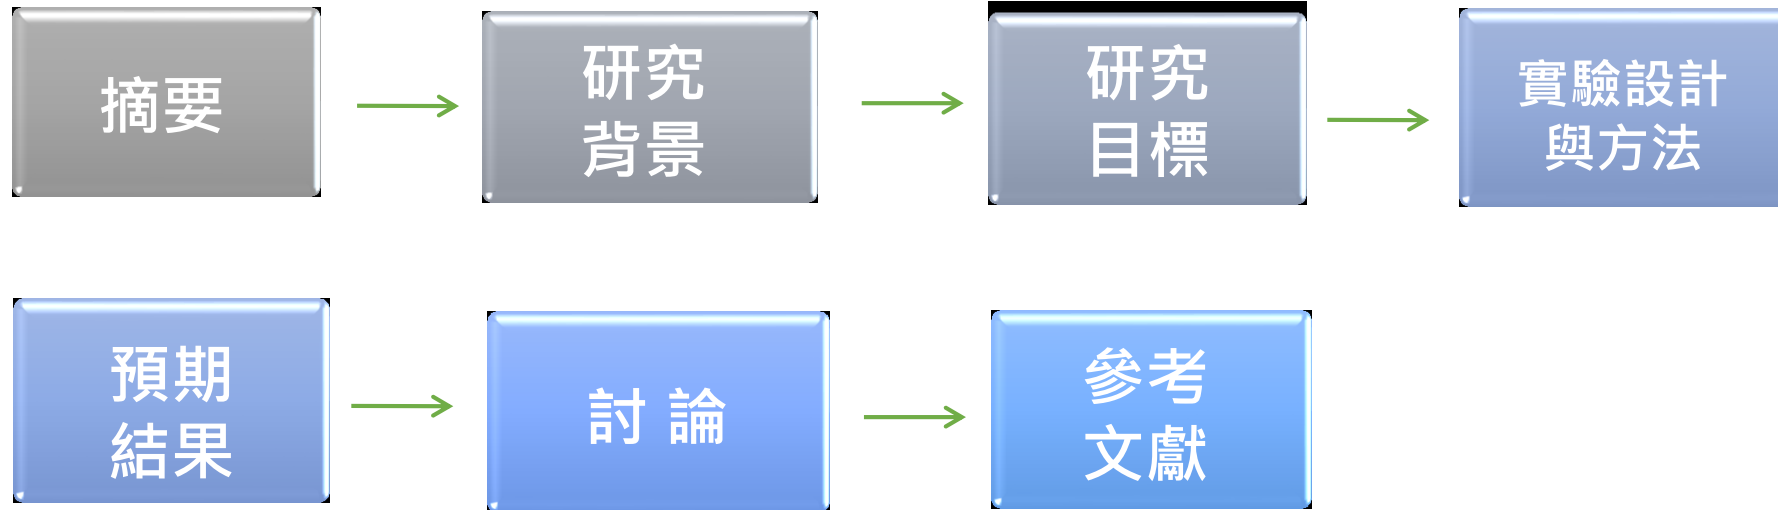 摘要
研究
背景
研究
目標
實驗設計
與方法
預期
結果
討 論
參考
文獻